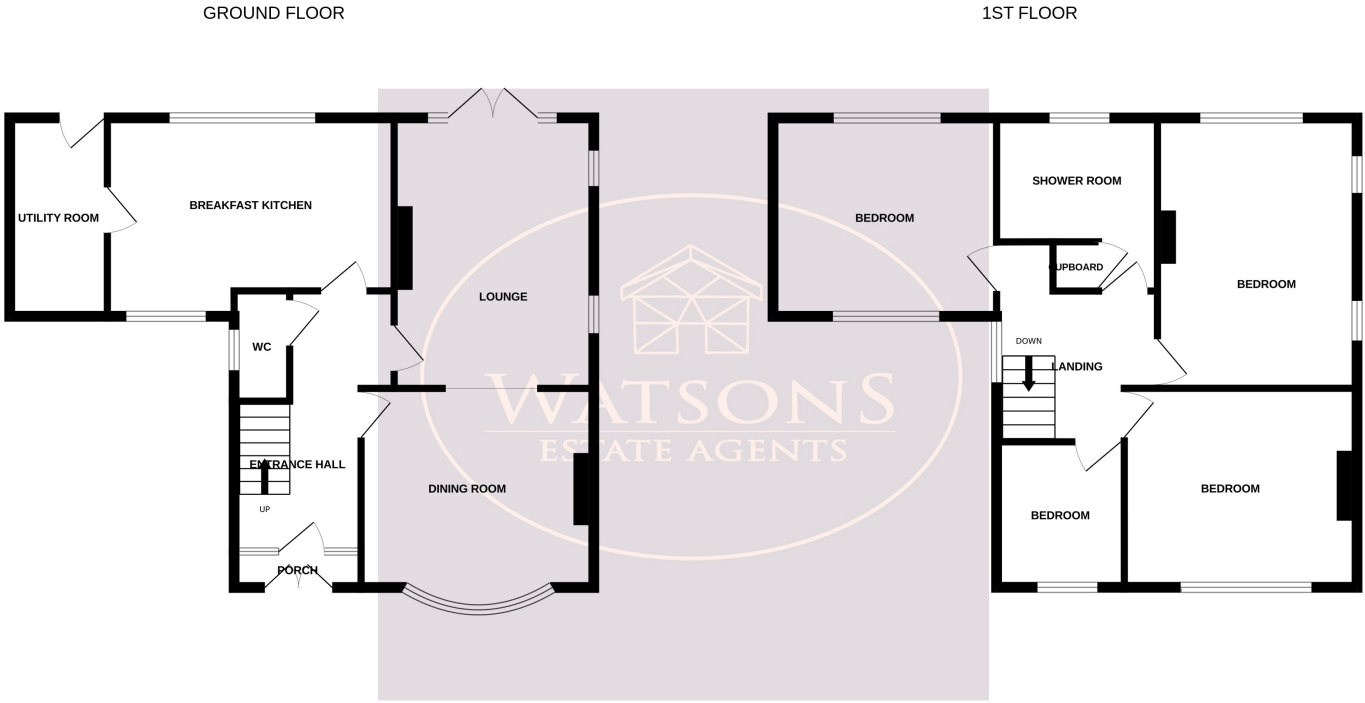 GROUND FLOOR
1ST FLOOR
UTILITY ROOM
BREAKFAST KITCHEN
LOUNGE
WC
ENTRANCE HALL
UP
PORCH
DINING ROOM
WATSONS
ESTATE AGENTS
BEDROOM
SHOWER ROOM
CUPBOARD
BEDROOM
DOWN
LANDING
BEDROOM
BEDROOM